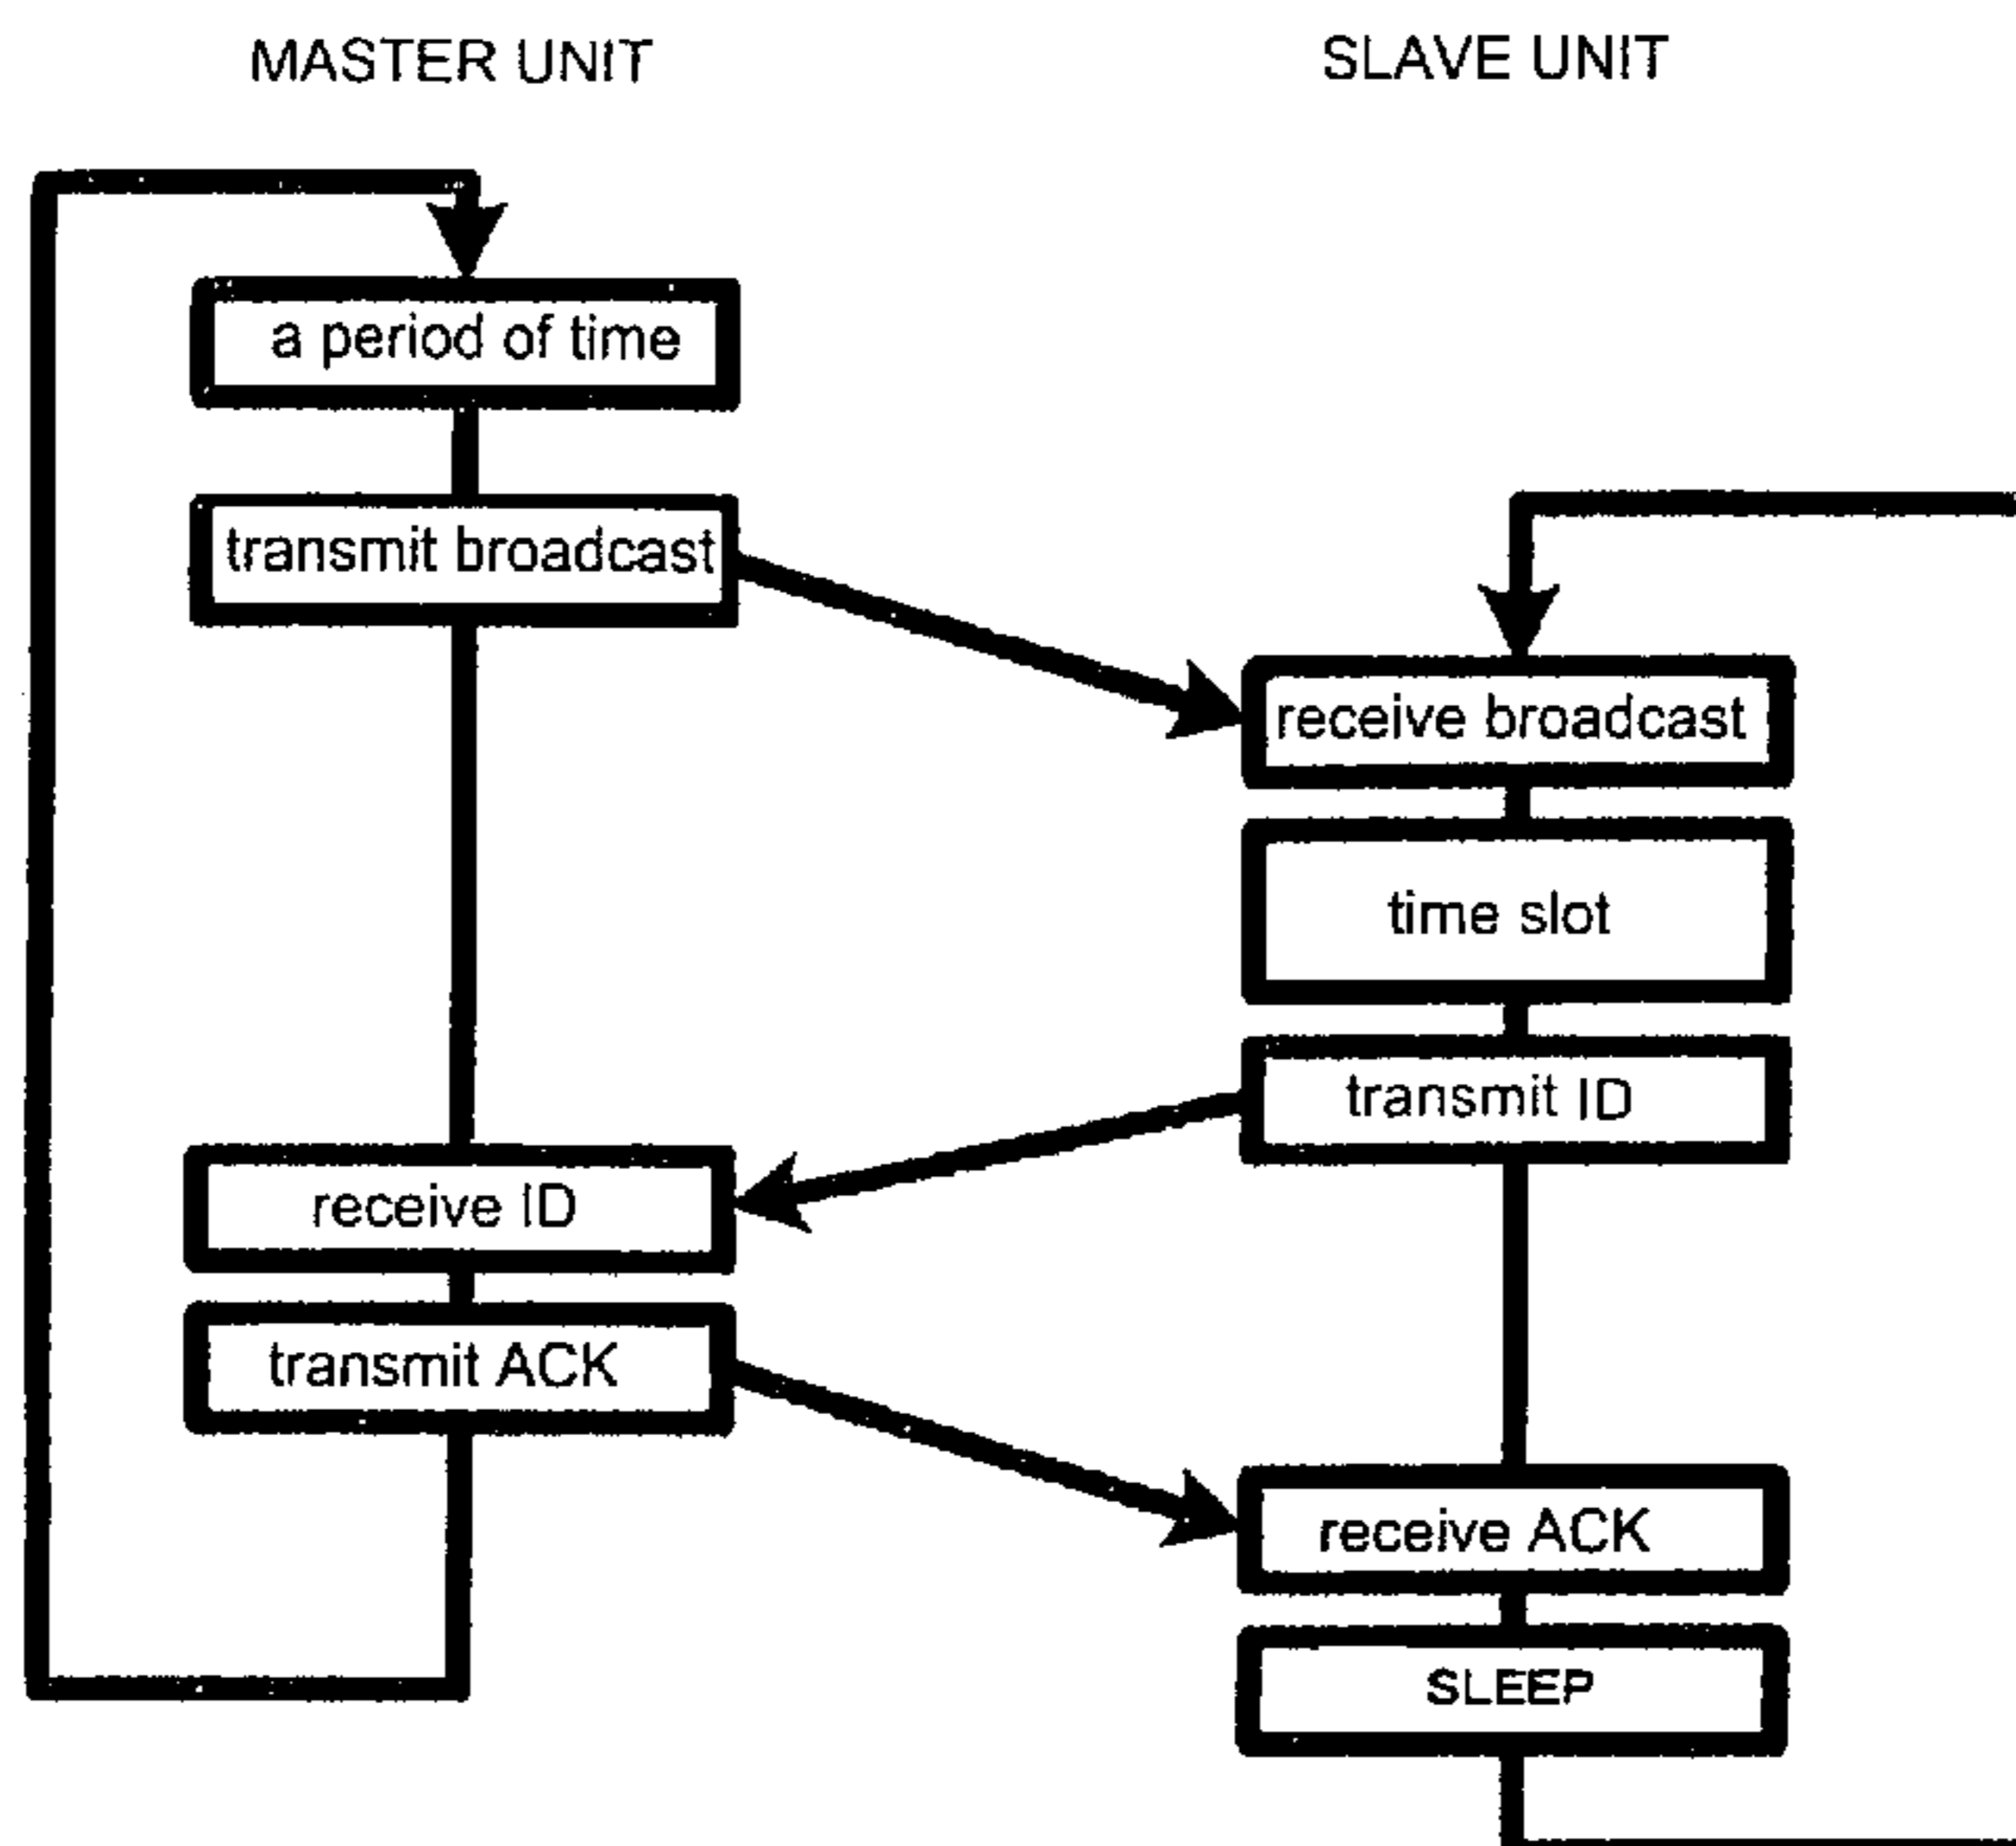 MASTER UNIT
SLAVE UNIT
a period of time
transmit broadcast
receive broadcast
time slot
transmit ID
receive ID
transmit ACK
receive ACK
SLEEP